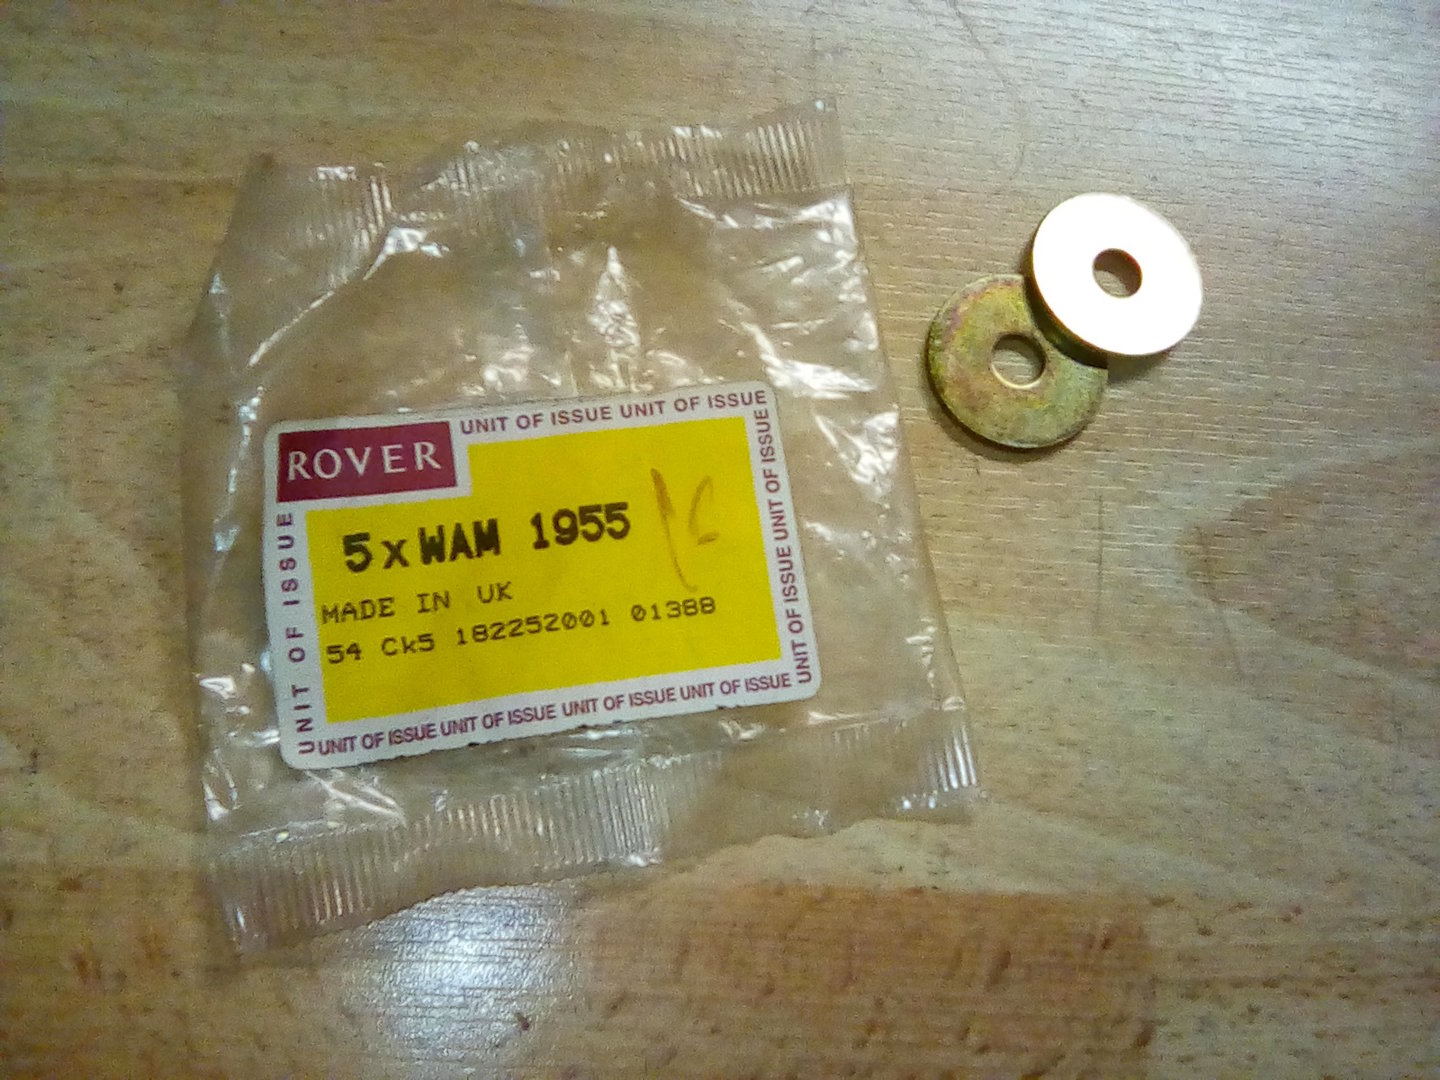 UNIT OF ISSUE UNIT OF ISSUE
ROVER
5 x WAM 1955
MADE IN UK
54 Ck5 182252001 01388
UNIT OF ISSUE
UNIT OF ISSUE UNIT OF ISSUE
UNIT OF ISSUE UNIT OF ISSUE UNIT OF ISSUE UNIT OF ISSUE